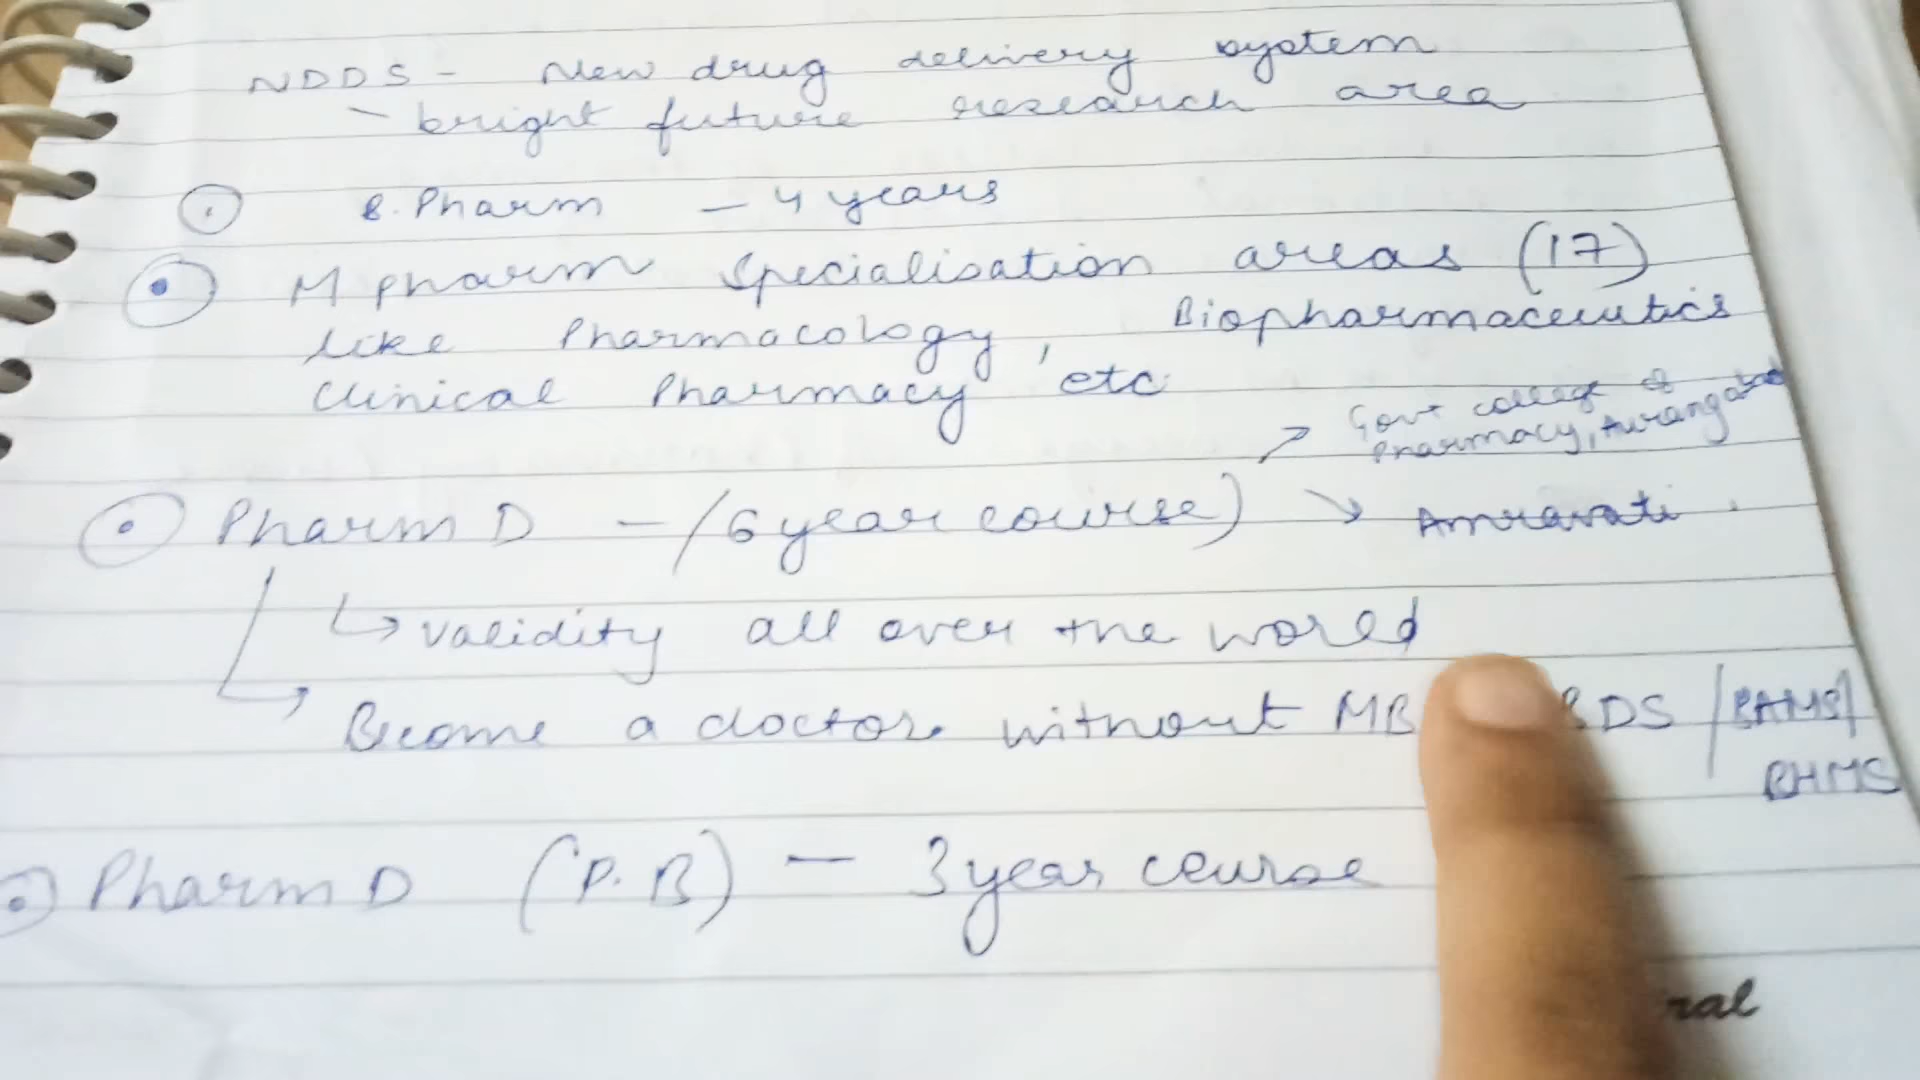 NDDS - New drug delivery system
- bright future research area
B. Pharm - 4 years
M pharm specialisation areas (17)
like Pharmacology, Biopharmaceutics
Clinical Pharmacy, etc
Govt college of
Pharmacy, Aurangabad
Pharm D - (6 year course)
Amravati
validity all over the world
Become a doctor without MB BDS / BAMS/
BHMS
Pharm D (P.B) - 3 year course